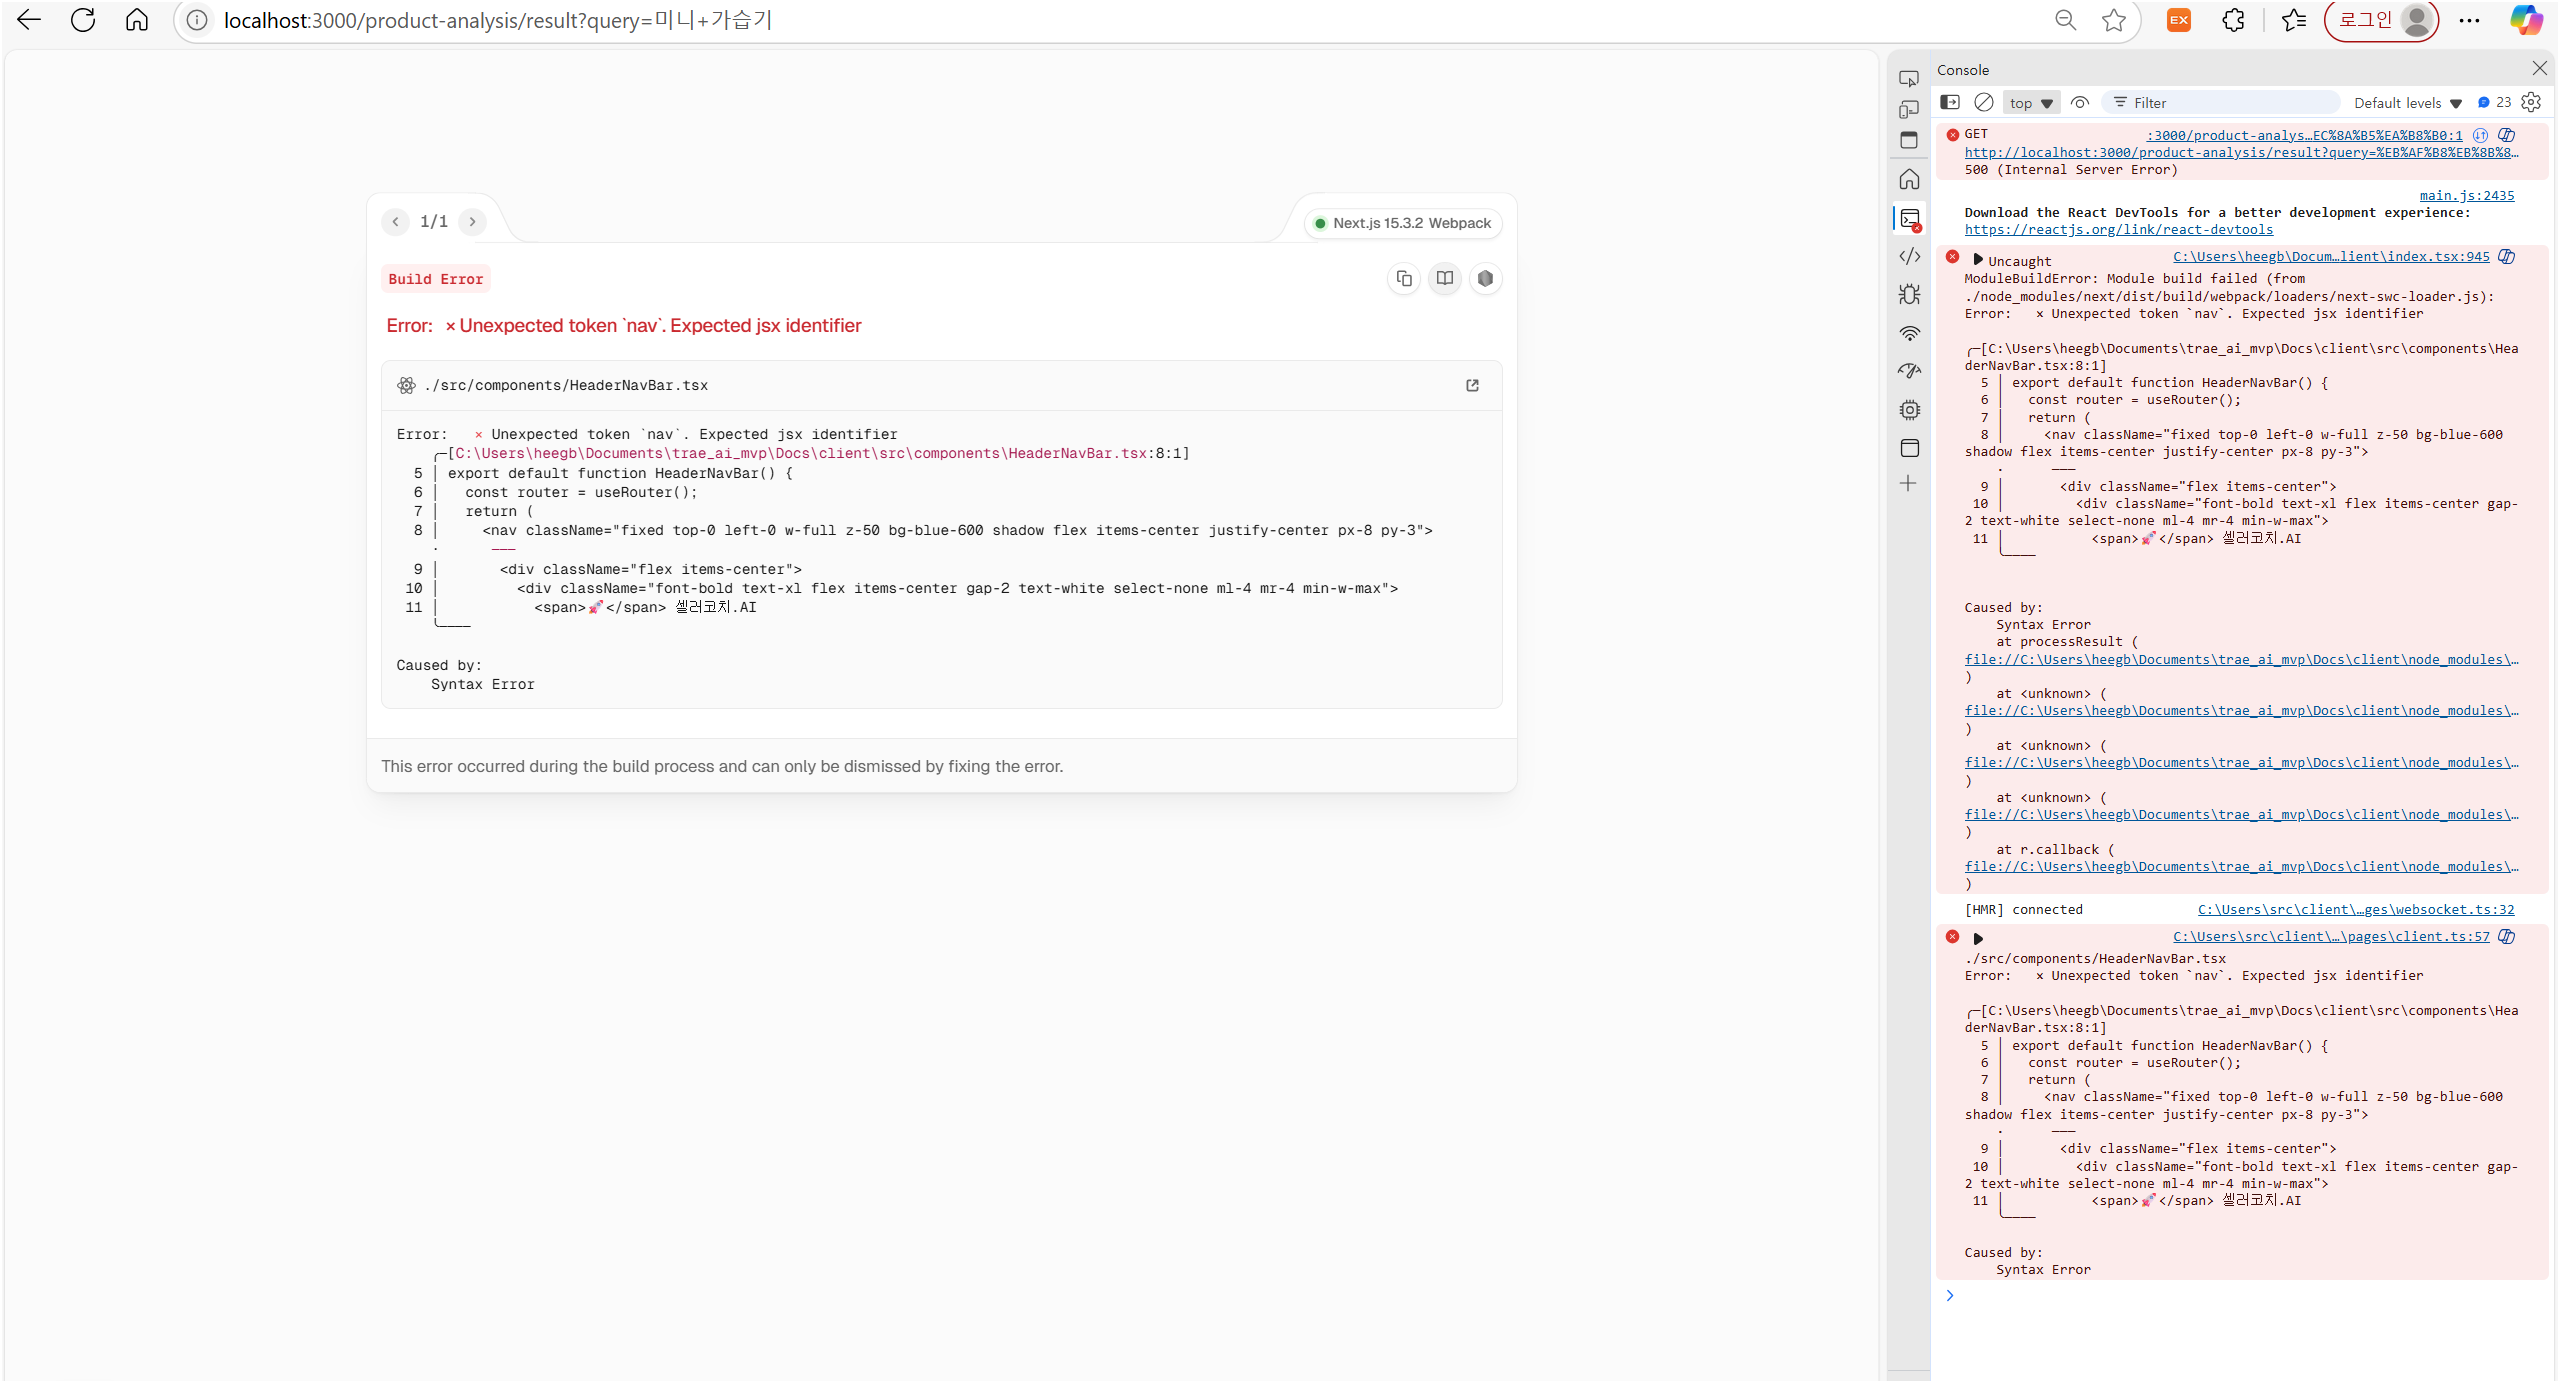 localhost:3000/product-analysis/result?query=미니+가습기
EX
로그인
1/1
Next.js 15.3.2 Webpack
Build Error
Error: × Unexpected token `nav`. Expected jsx identifier
./src/components/HeaderNavBar.tsx
Error: × Unexpected token `nav`. Expected jsx identifier
╭─[C:\Users\heegb\Documents\trae_ai_mvp\Docs\client\src\components\HeaderNavBar.tsx:8:1]
5 │ export default function HeaderNavBar() {
6 │ const router = useRouter();
7 │ return (
8 │ <nav className="fixed top-0 left-0 w-full z-50 bg-blue-600 shadow flex items-center justify-center px-8 py-3">
· ───
9 │ <div className="flex items-center">
10 │ <div className="font-bold text-xl flex items-center gap-2 text-white select-none ml-4 mr-4 min-w-max">
11 │ <span>🚀</span> 셀러코치.AI
╰────
Caused by:
Syntax Error
This error occurred during the build process and can only be dismissed by fixing the error.
Console
top
Filter
Default levels
23
GET :3000/product-analys…EC%8A%B5%EA%B8%B0:1
http://localhost:3000/product-analysis/result?query=%EB%AF%B8%EB%8B%8…
500 (Internal Server Error)
main.js:2435
Download the React DevTools for a better development experience:
https://reactjs.org/link/react-devtools
Uncaught C:\Users\heegb\Docum…lient\index.tsx:945
ModuleBuildError: Module build failed (from
./node_modules/next/dist/build/webpack/loaders/next-swc-loader.js):
Error: × Unexpected token `nav`. Expected jsx identifier
╭─[C:\Users\heegb\Documents\trae_ai_mvp\Docs\client\src\components\Hea
derNavBar.tsx:8:1]
5 │ export default function HeaderNavBar() {
6 │ const router = useRouter();
7 │ return (
8 │ <nav className="fixed top-0 left-0 w-full z-50 bg-blue-600
shadow flex items-center justify-center px-8 py-3">
· ───
9 │ <div className="flex items-center">
10 │ <div className="font-bold text-xl flex items-center gap-
2 text-white select-none ml-4 mr-4 min-w-max">
11 │ <span>🚀</span> 셀러코치.AI
╰────
Caused by:
Syntax Error
at processResult (
file://C:\Users\heegb\Documents\trae_ai_mvp\Docs\client\node_modules\…
)
at <unknown> (
file://C:\Users\heegb\Documents\trae_ai_mvp\Docs\client\node_modules\…
)
at <unknown> (
file://C:\Users\heegb\Documents\trae_ai_mvp\Docs\client\node_modules\…
)
at <unknown> (
file://C:\Users\heegb\Documents\trae_ai_mvp\Docs\client\node_modules\…
)
at r.callback (
file://C:\Users\heegb\Documents\trae_ai_mvp\Docs\client\node_modules\…
)
[HMR] connected C:\Users\src\client\…ges\websocket.ts:32
C:\Users\src\client\…\pages\client.ts:57
./src/components/HeaderNavBar.tsx
Error: × Unexpected token `nav`. Expected jsx identifier
╭─[C:\Users\heegb\Documents\trae_ai_mvp\Docs\client\src\components\Hea
derNavBar.tsx:8:1]
5 │ export default function HeaderNavBar() {
6 │ const router = useRouter();
7 │ return (
8 │ <nav className="fixed top-0 left-0 w-full z-50 bg-blue-600
shadow flex items-center justify-center px-8 py-3">
· ───
9 │ <div className="flex items-center">
10 │ <div className="font-bold text-xl flex items-center gap-
2 text-white select-none ml-4 mr-4 min-w-max">
11 │ <span>🚀</span> 셀러코치.AI
╰────
Caused by:
Syntax Error